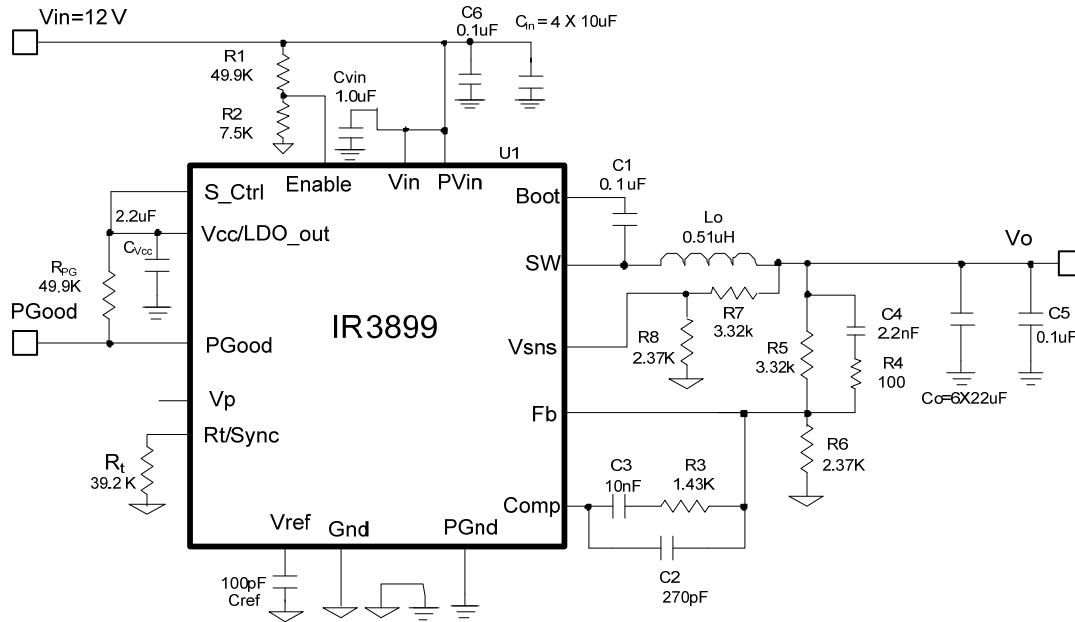 Vin=12 V
C6
0.1uF
Cin= 4 X 10uF
R1
49.9K
Cvin
1.0uF
R2
7.5K
U1
Enable
Vin
PVin
S_Ctrl
Boot
C1
0.1uF
2.2uF
Vcc/LDO_out
CVcc
Lo
0.51uH
SW
Vo
RPG
49.9K
PGood
IR3899
PGood
Vsns
R7
3.32k
R8
2.37K
R5
3.32k
C4
2.2nF
R4
100
C5
0.1uF
Co=6X22uF
Vp
Fb
Rt/Sync
Rt
39.2 K
R6
2.37K
C3
10nF
R3
1.43K
Comp
C2
270pF
Vref
Gnd
PGnd
100pF
Cref